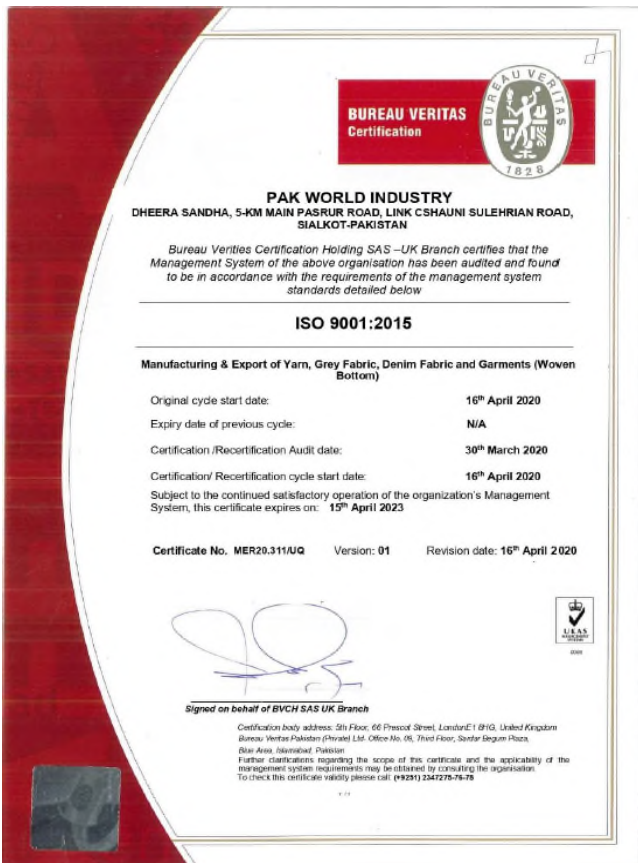 BUREAU VERITAS
Certification
BUREAU VERITAS
1828
PAK WORLD INDUSTRY
DHEERA SANDHA, 5-KM MAIN PASRUR ROAD, LINK CSHAUNI SULEHRIAN ROAD,
SIALKOT-PAKISTAN
Bureau Verities Certification Holding SAS –UK Branch certifies that the
Management System of the above organisation has been audited and found
to be in accordance with the requirements of the management system
standards detailed below
ISO 9001:2015
Manufacturing & Export of Yarn, Grey Fabric, Denim Fabric and Garments (Woven
Bottom)
Original cycle start date: 16th April 2020
Expiry date of previous cycle: N/A
Certification /Recertification Audit date: 30th March 2020
Certification/ Recertification cycle start date: 16th April 2020
Subject to the continued satisfactory operation of the organization's Management
System, this certificate expires on: 15th April 2023
Certificate No. MER20.311/UQ Version: 01 Revision date: 16th April 2020
UKAS
MANAGEMENT
SYSTEMS
Signed on behalf of BVCH SAS UK Branch
Certification body address: 5th Floor, 66 Prescot Street, LondonE1 8HG, United Kingdom
Bureau Veritas Pakistan (Private) Ltd- Office No. 09, Third Floor, Sardar Begum Plaza,
Blue Area, Islamabad, Pakistan
Further clarifications regarding the scope of this certificate and the applicability of the
management system requirements may be obtained by consulting the organisation.
To check this certificate validity please call: (+9251) 2347275-76-78